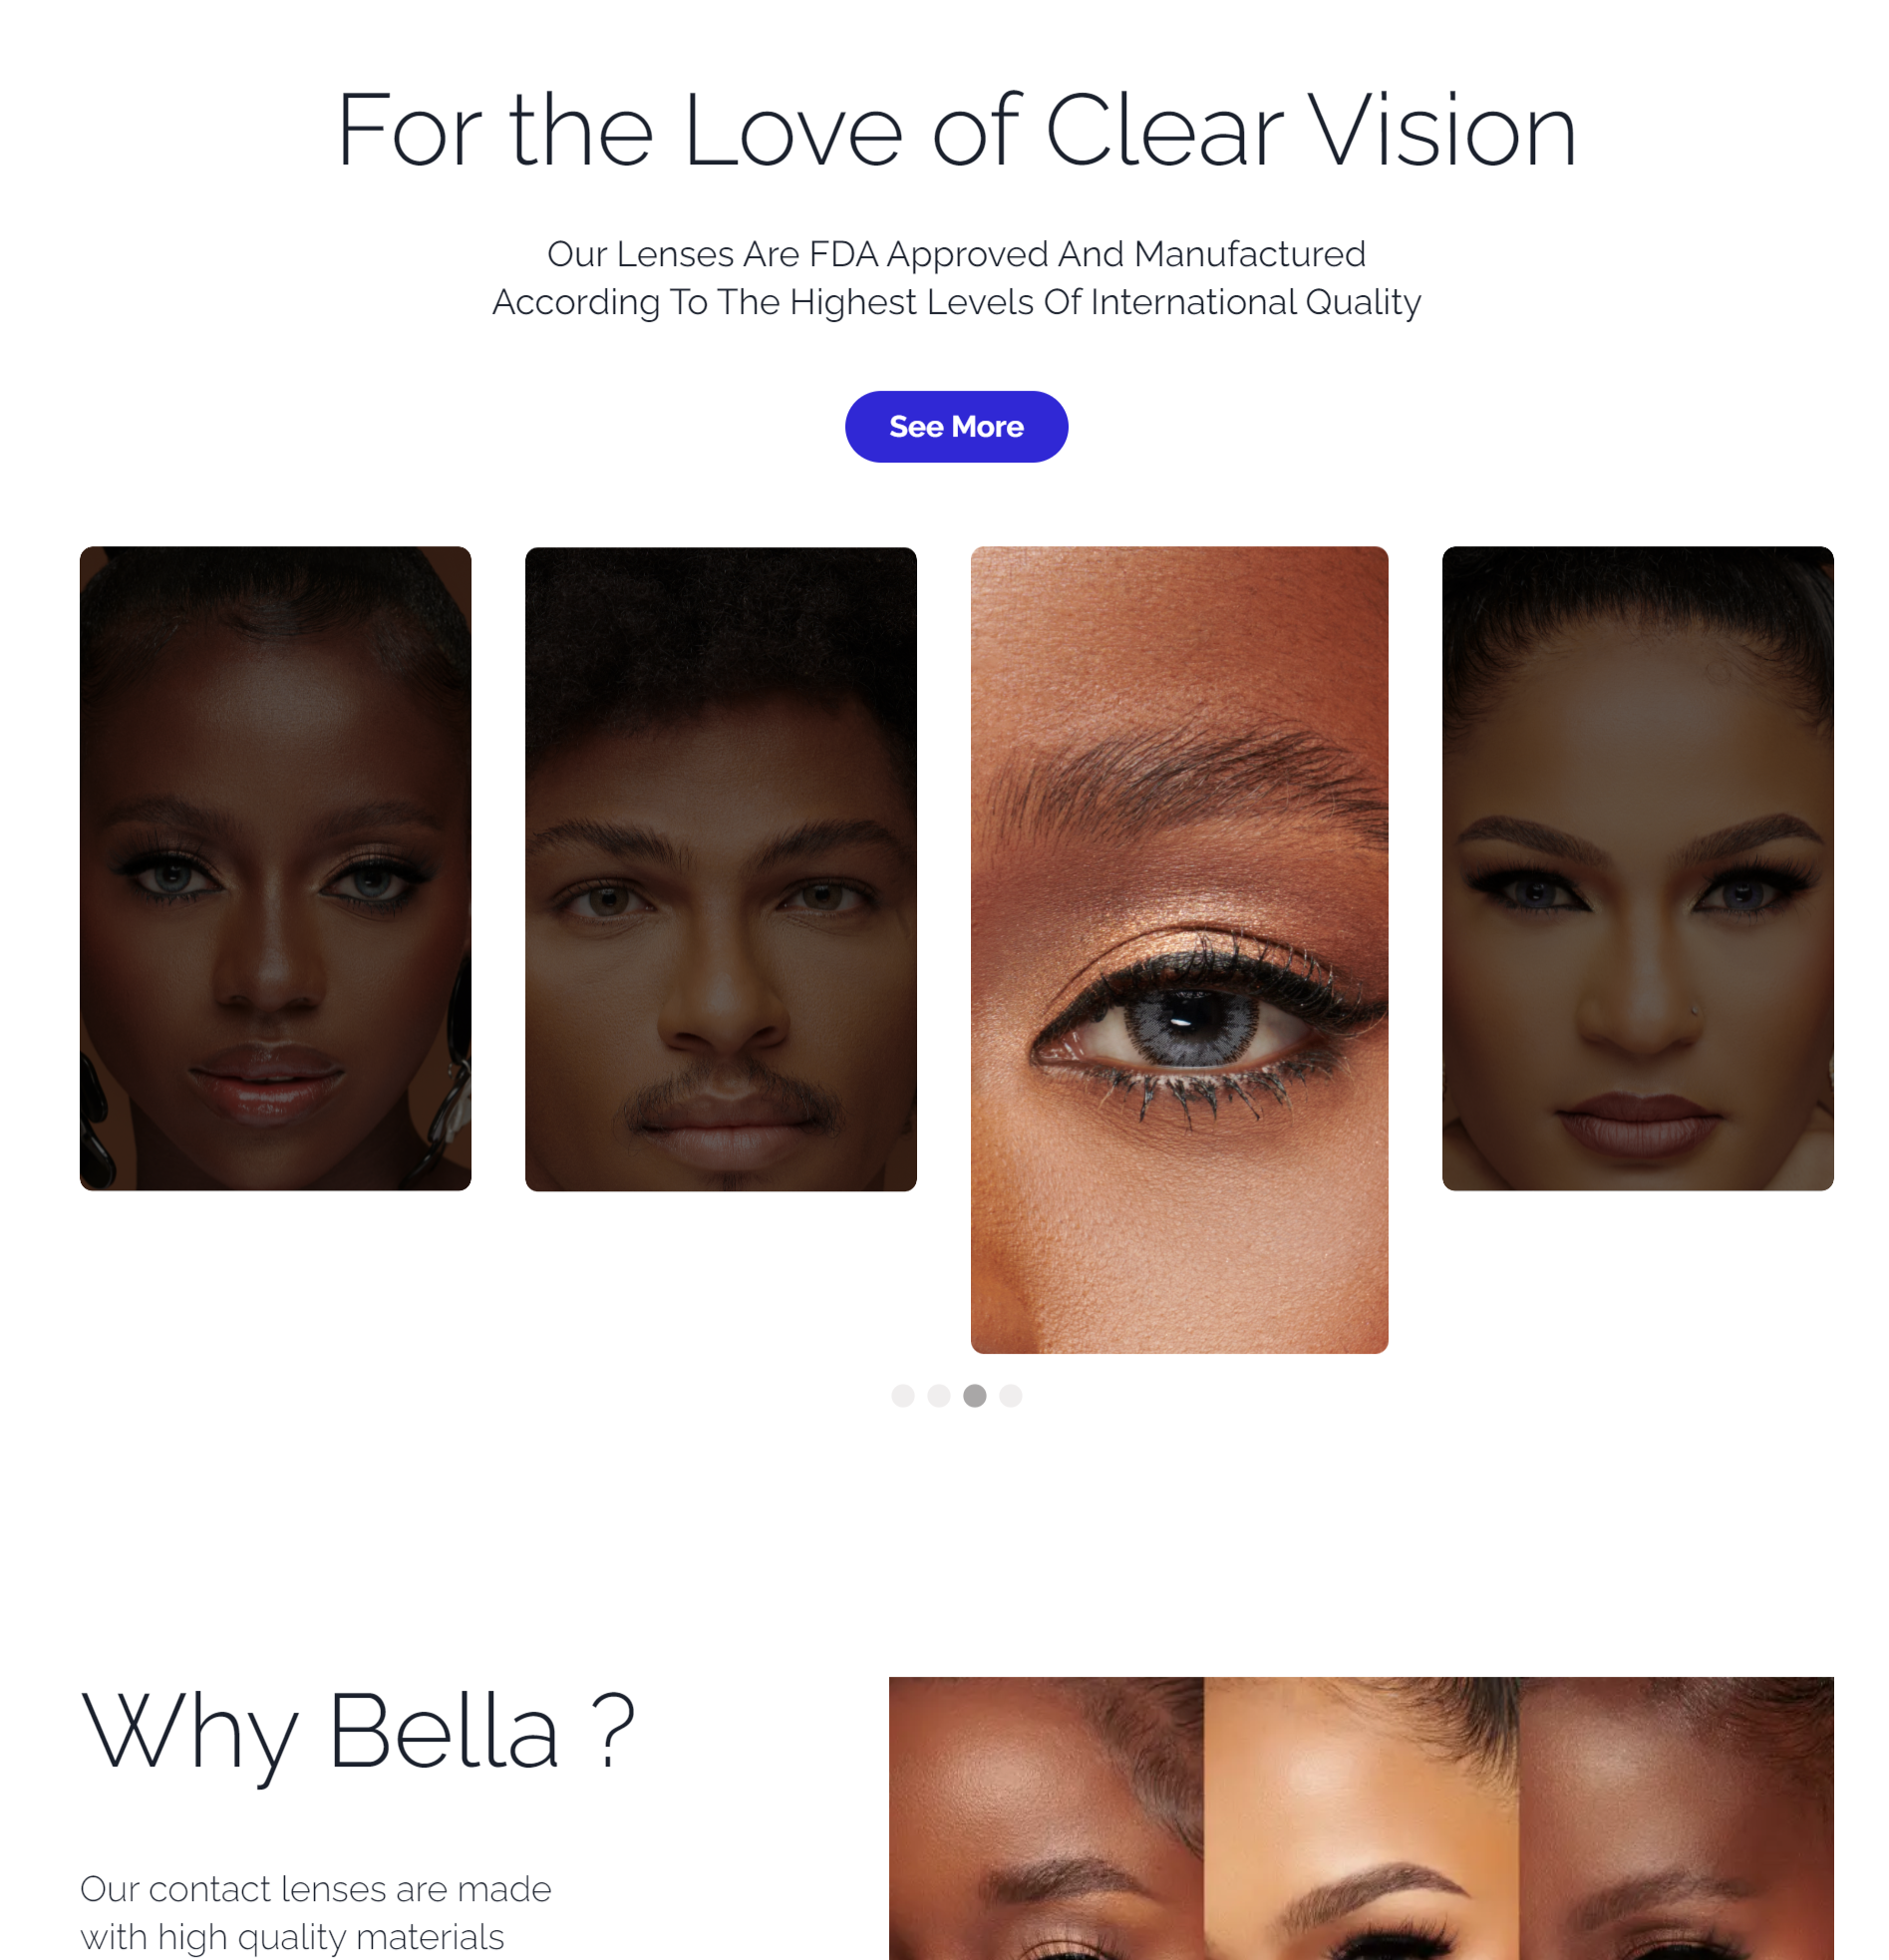 For the Love of Clear Vision
Our Lenses Are FDA Approved And Manufactured
According To The Highest Levels Of International Quality
See More
Why Bella ?
Our contact lenses are made
with high quality materials